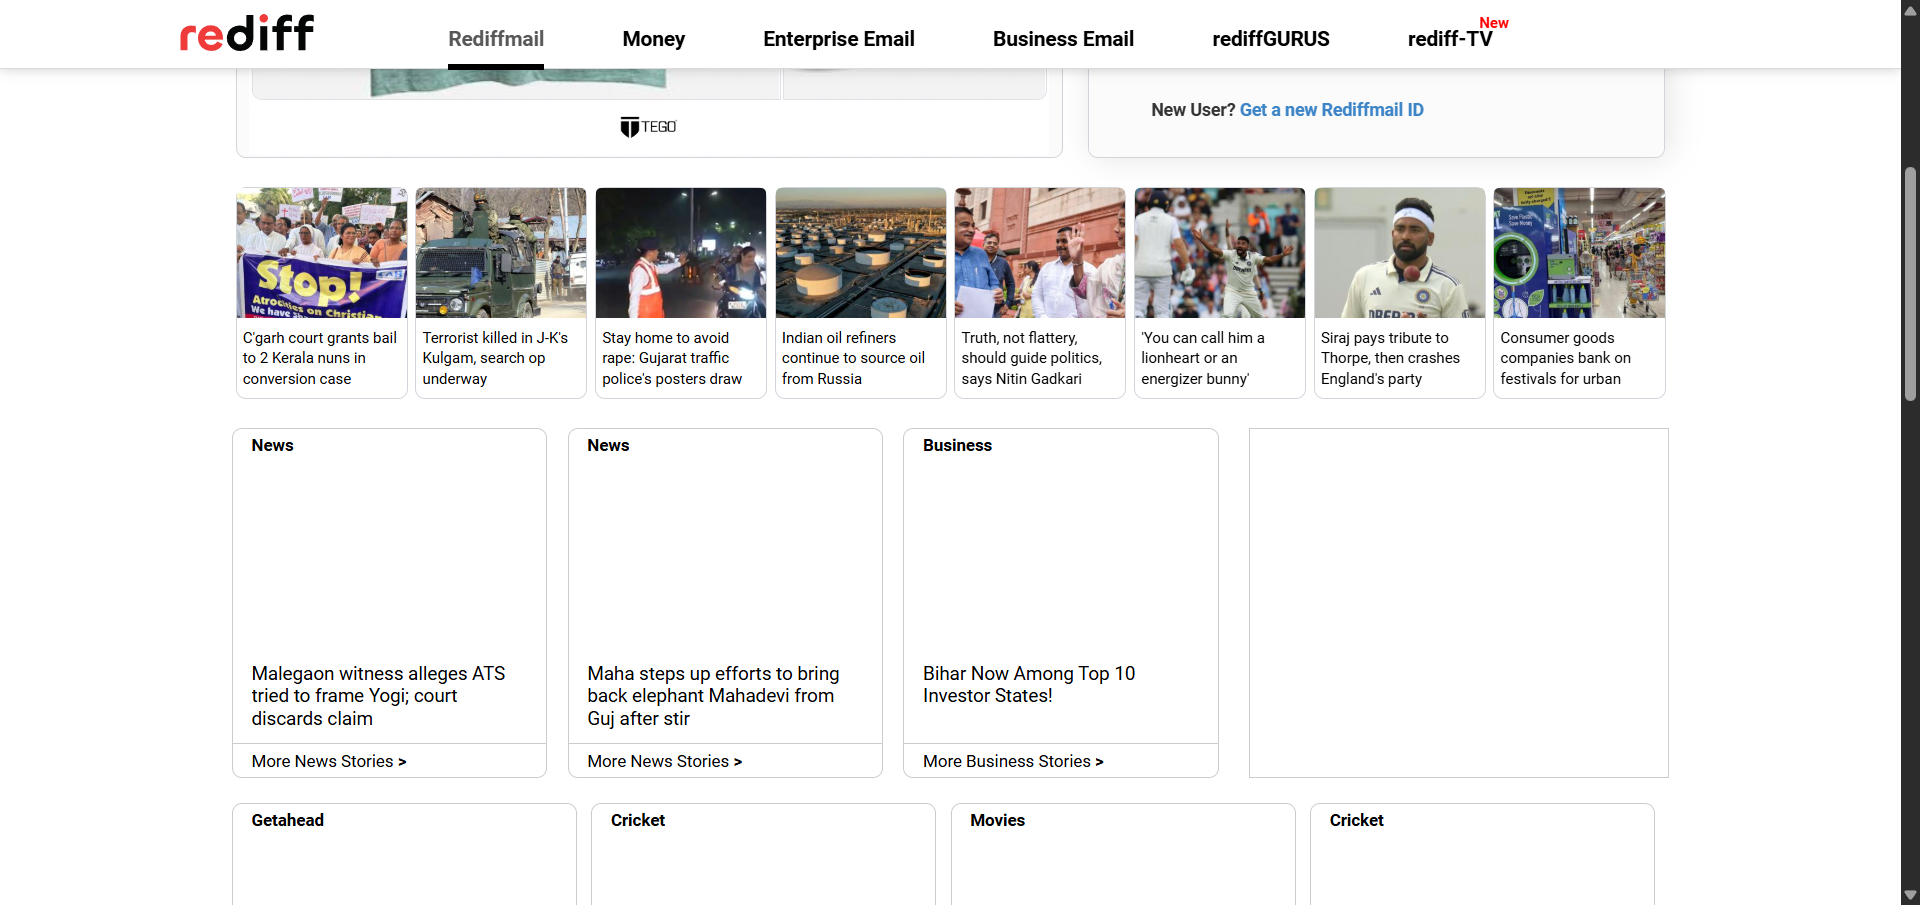 rediff
Rediffmail
Money
Enterprise Email
Business Email
rediffGURUS
rediff-TV
New
TEGO
New User? Get a new Rediffmail ID
Stop!
Atrocities on Christian
We have
C'garh court grants bail
to 2 Kerala nuns in
conversion case
Terrorist killed in J-K's
Kulgam, search op
underway
Stay home to avoid
rape: Gujarat traffic
police's posters draw
Indian oil refiners
continue to source oil
from Russia
Truth, not flattery,
should guide politics,
says Nitin Gadkari
'You can call him a
lionheart or an
energizer bunny'
Siraj pays tribute to
Thorpe, then crashes
England's party
Save Plastic
Save Money
Consumer goods
companies bank on
festivals for urban
News
Malegaon witness alleges ATS
tried to frame Yogi; court
discards claim
More News Stories >
News
Maha steps up efforts to bring
back elephant Mahadevi from
Guj after stir
More News Stories >
Business
Bihar Now Among Top 10
Investor States!
More Business Stories >
Getahead
Cricket
Movies
Cricket